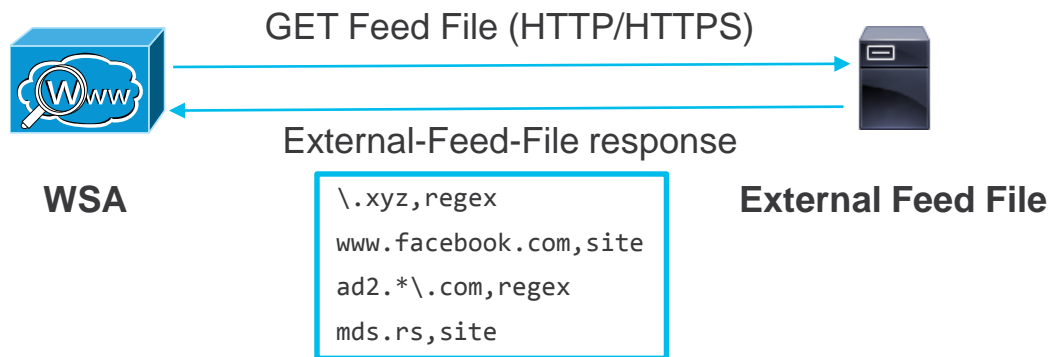 GET Feed File (HTTP/HTTPS)
Www
External-Feed-File response
WSA
External Feed File
\.xyz,regex
www.facebook.com,site
ad2.*\.com,regex
mds.rs,site